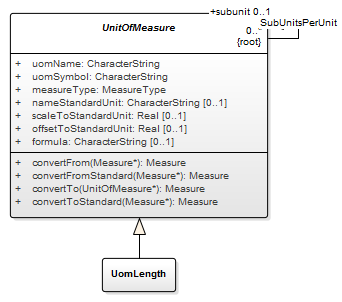 +subunit 0..1
SubUnitsPerUnit
UnitOfMeasure
0..*
{root}
+ uomName: CharacterString
+ uomSymbol: CharacterString
+ measureType: MeasureType
+ nameStandardUnit: CharacterString [0..1]
+ scaleToStandardUnit: Real [0..1]
+ offsetToStandardUnit: Real [0..1]
+ formula: CharacterString [0..1]
+ convertFrom(Measure*): Measure
+ convertFromStandard(Measure*): Measure
+ convertTo(UnitOfMeasure*): Measure
+ convertToStandard(Measure*): Measure
UomLength